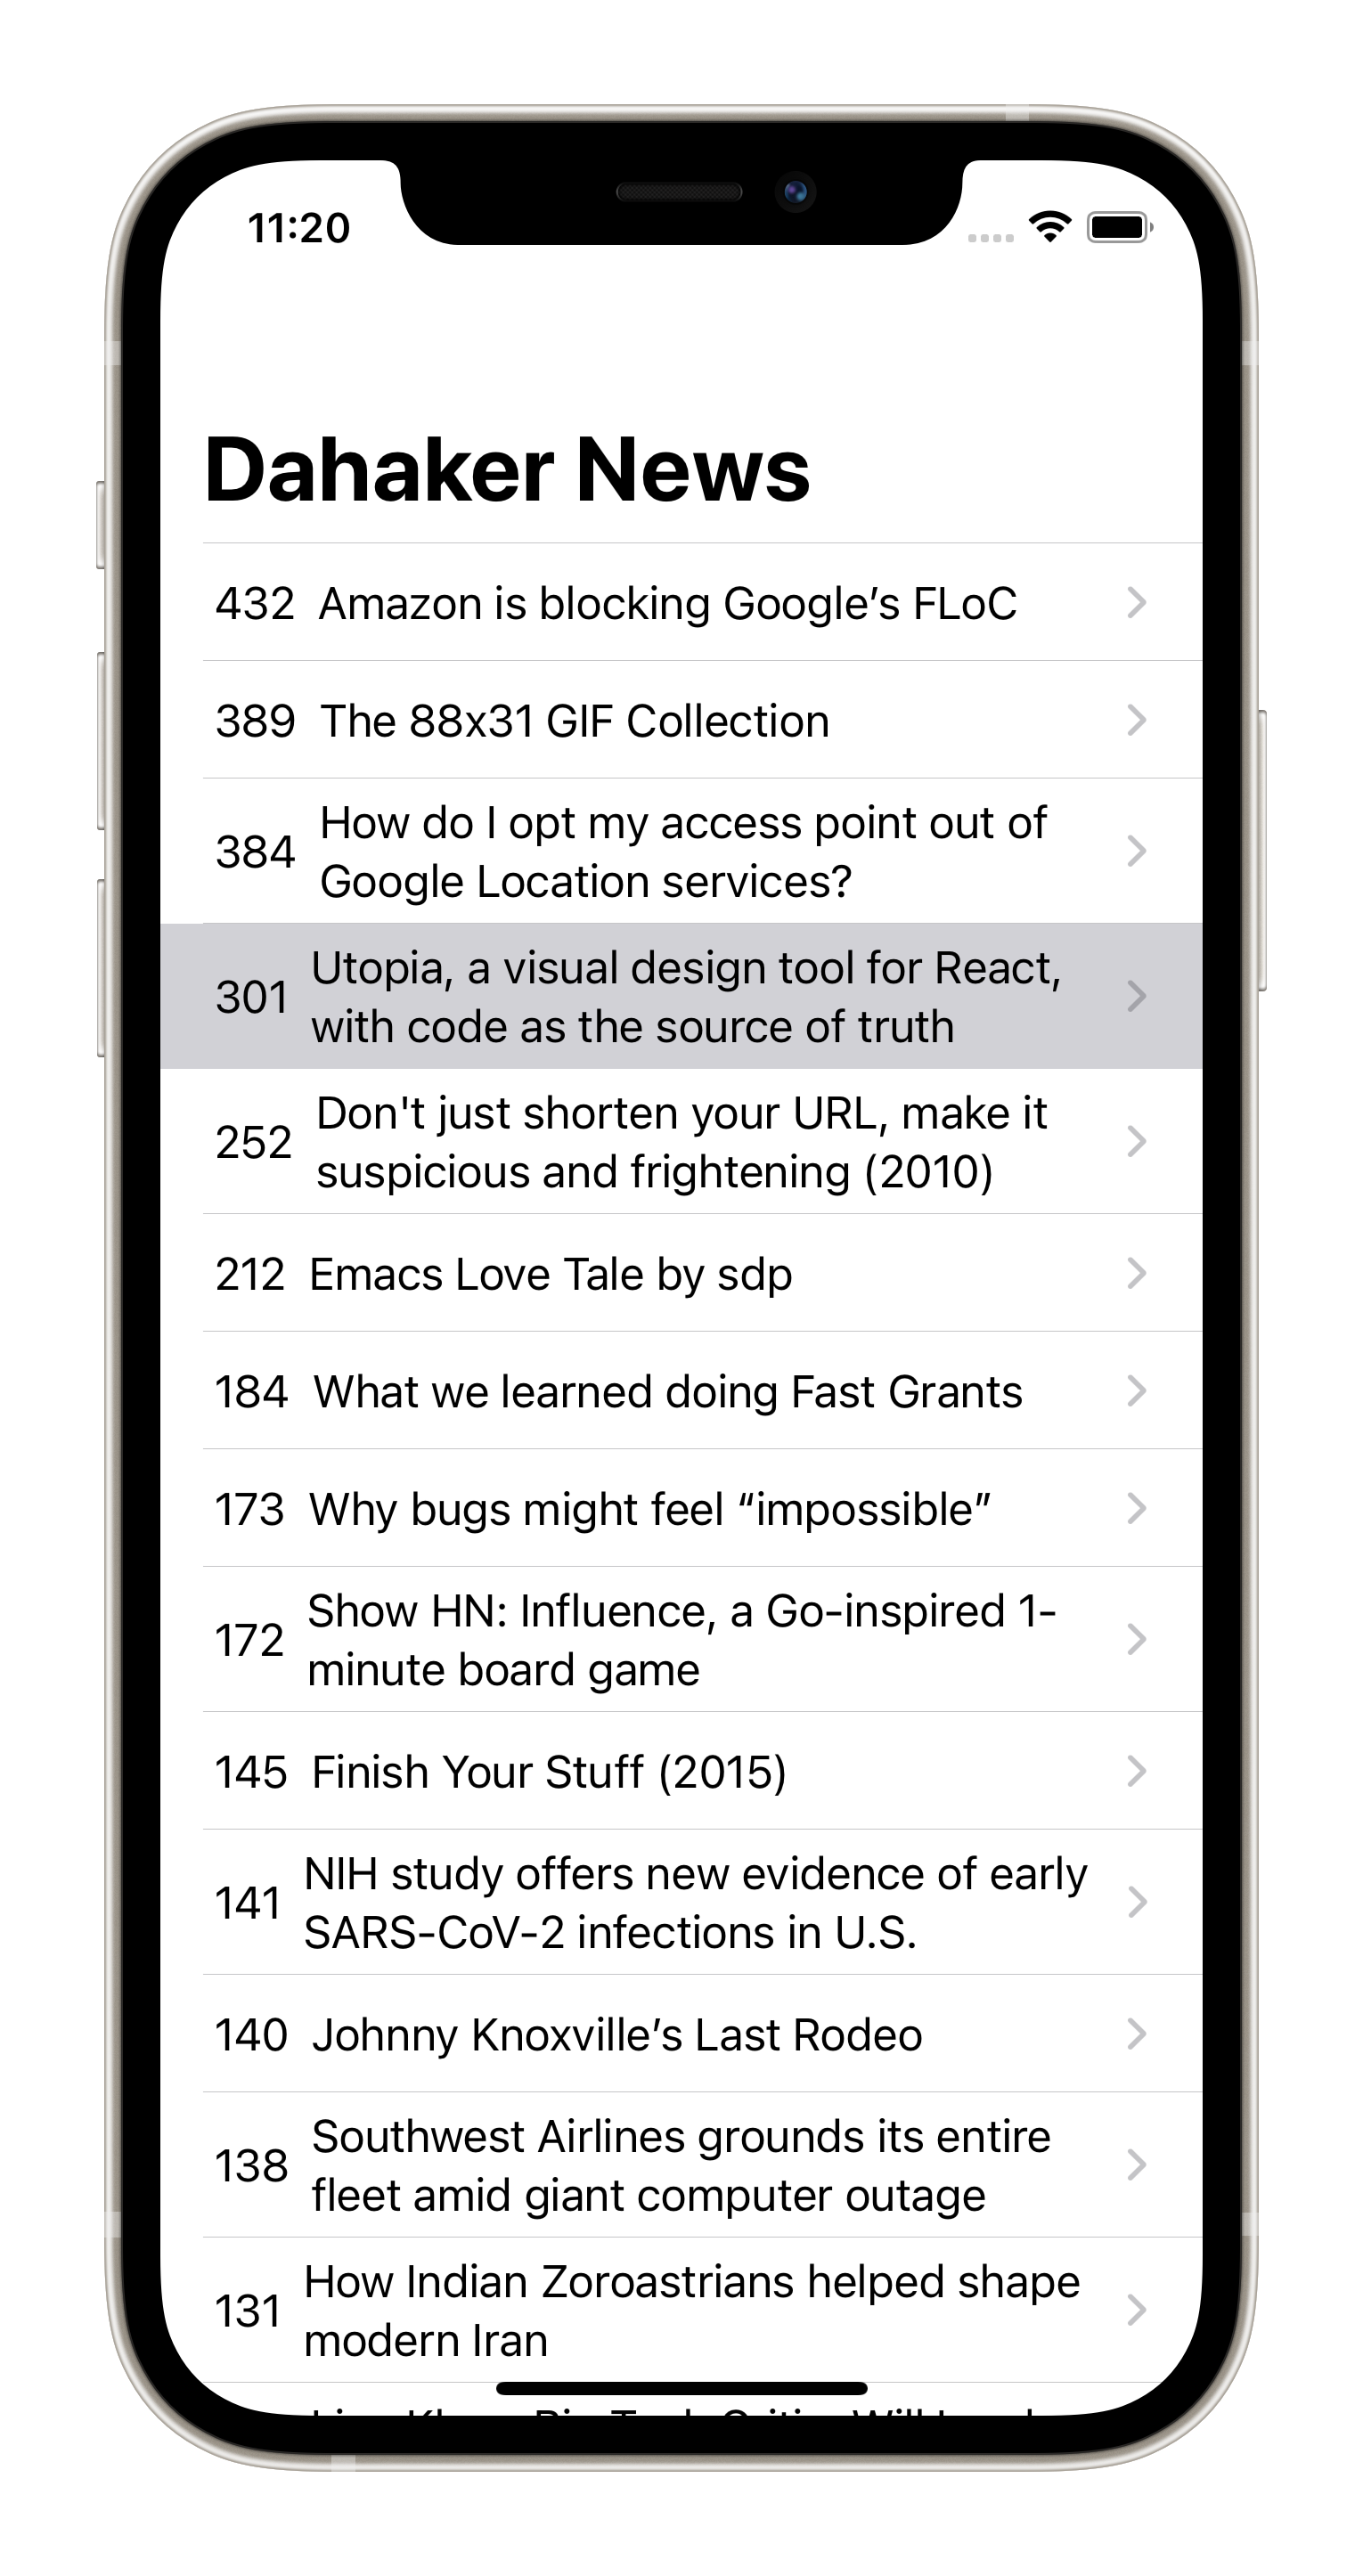 11:20
Dahaker News
432 Amazon is blocking Google’s FLoC
389 The 88x31 GIF Collection
384 How do I opt my access point out of
Google Location services?
301 Utopia, a visual design tool for React,
with code as the source of truth
252 Don't just shorten your URL, make it
suspicious and frightening (2010)
212 Emacs Love Tale by sdp
184 What we learned doing Fast Grants
173 Why bugs might feel “impossible”
172 Show HN: Influence, a Go-inspired 1-
minute board game
145 Finish Your Stuff (2015)
141 NIH study offers new evidence of early
SARS-CoV-2 infections in U.S.
140 Johnny Knoxville’s Last Rodeo
138 Southwest Airlines grounds its entire
fleet amid giant computer outage
131 How Indian Zoroastrians helped shape
modern Iran